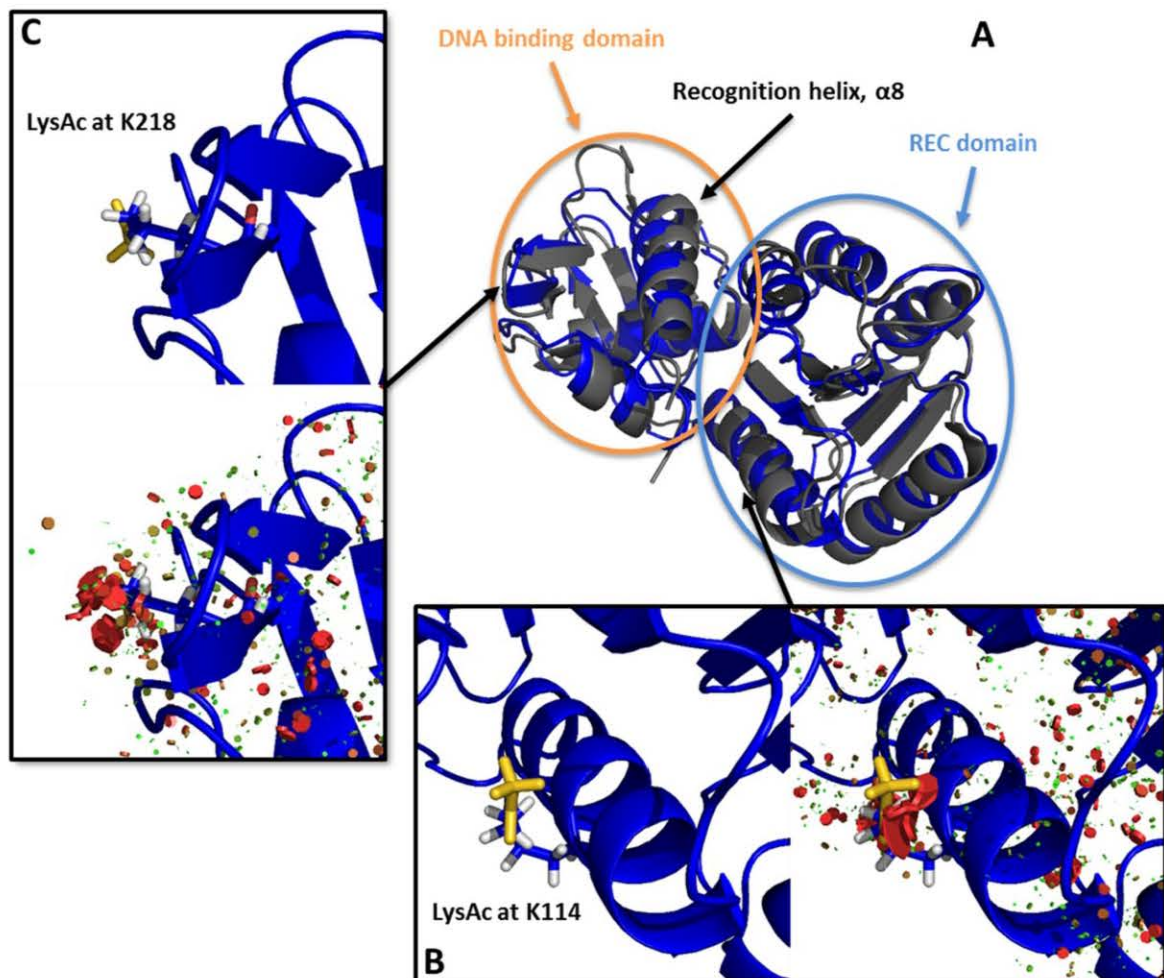 C
A
DNA binding domain
Recognition helix, α8
LysAc at K218
REC domain
LysAc at K114
B